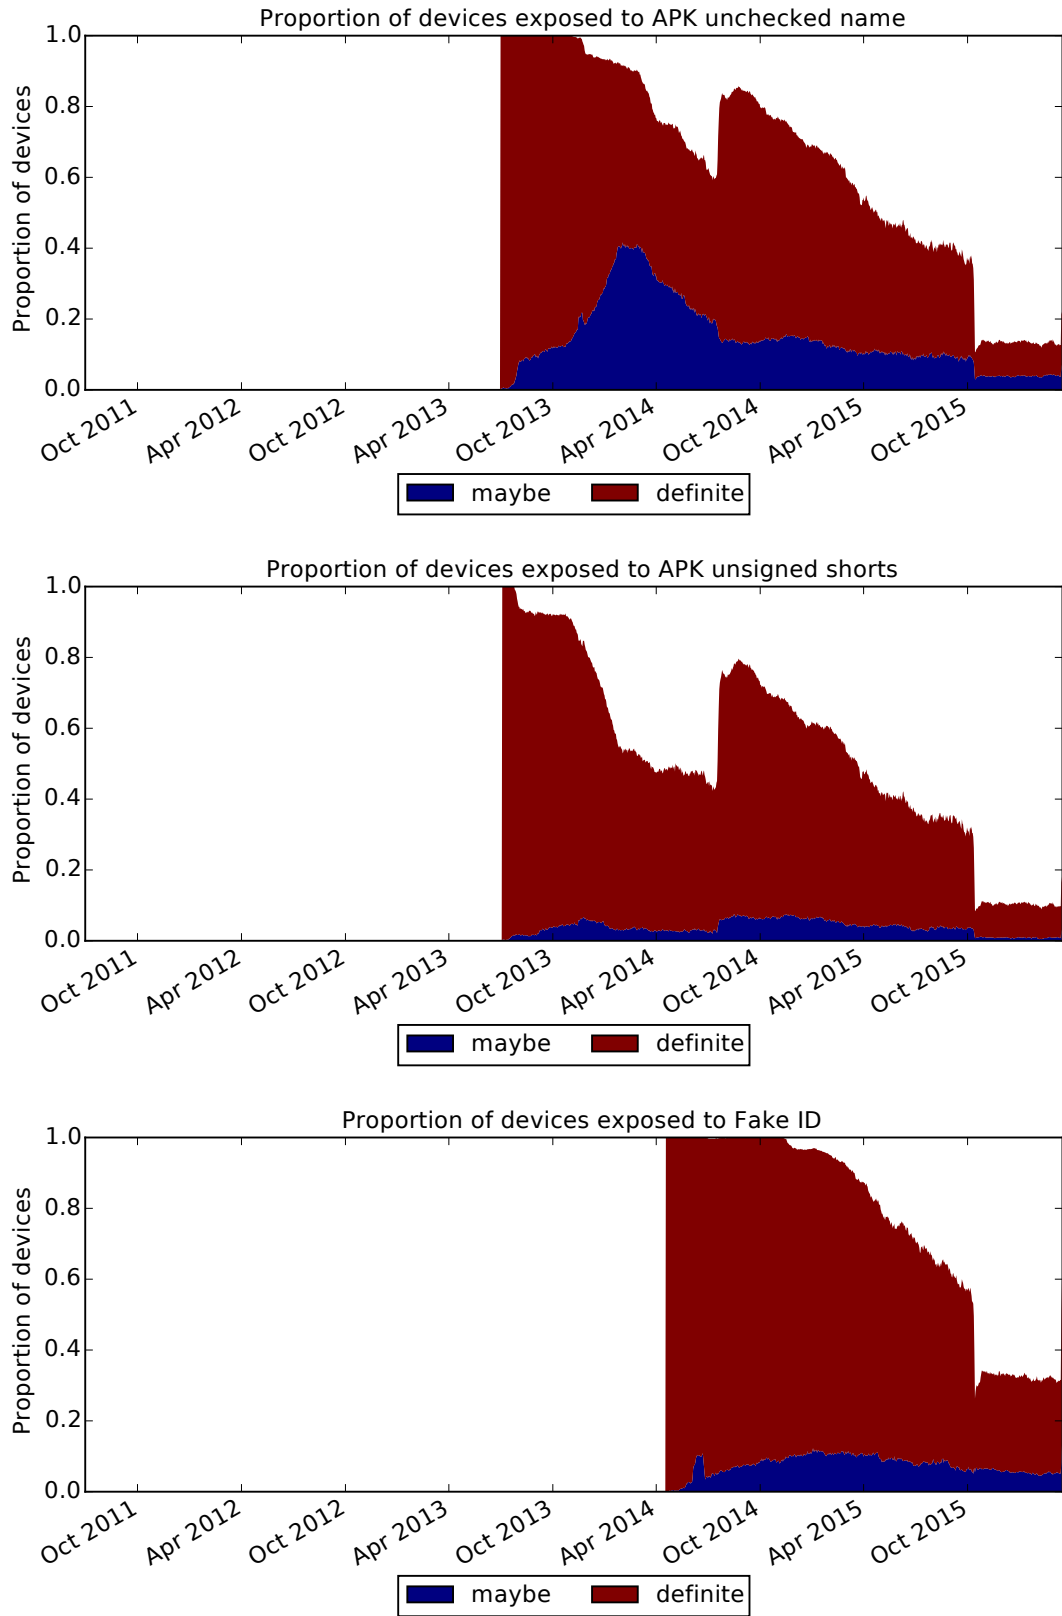 Proportion of devices exposed to APK unchecked name
Proportion of devices
1.0
0.8
0.6
0.4
0.2
0.0
Oct 2011 Apr 2012 Oct 2012 Apr 2013 Oct 2013 Apr 2014 Oct 2014 Apr 2015 Oct 2015
maybe definite
Proportion of devices exposed to APK unsigned shorts
Proportion of devices
1.0
0.8
0.6
0.4
0.2
0.0
Oct 2011 Apr 2012 Oct 2012 Apr 2013 Oct 2013 Apr 2014 Oct 2014 Apr 2015 Oct 2015
maybe definite
Proportion of devices exposed to Fake ID
Proportion of devices
1.0
0.8
0.6
0.4
0.2
0.0
Oct 2011 Apr 2012 Oct 2012 Apr 2013 Oct 2013 Apr 2014 Oct 2014 Apr 2015 Oct 2015
maybe definite